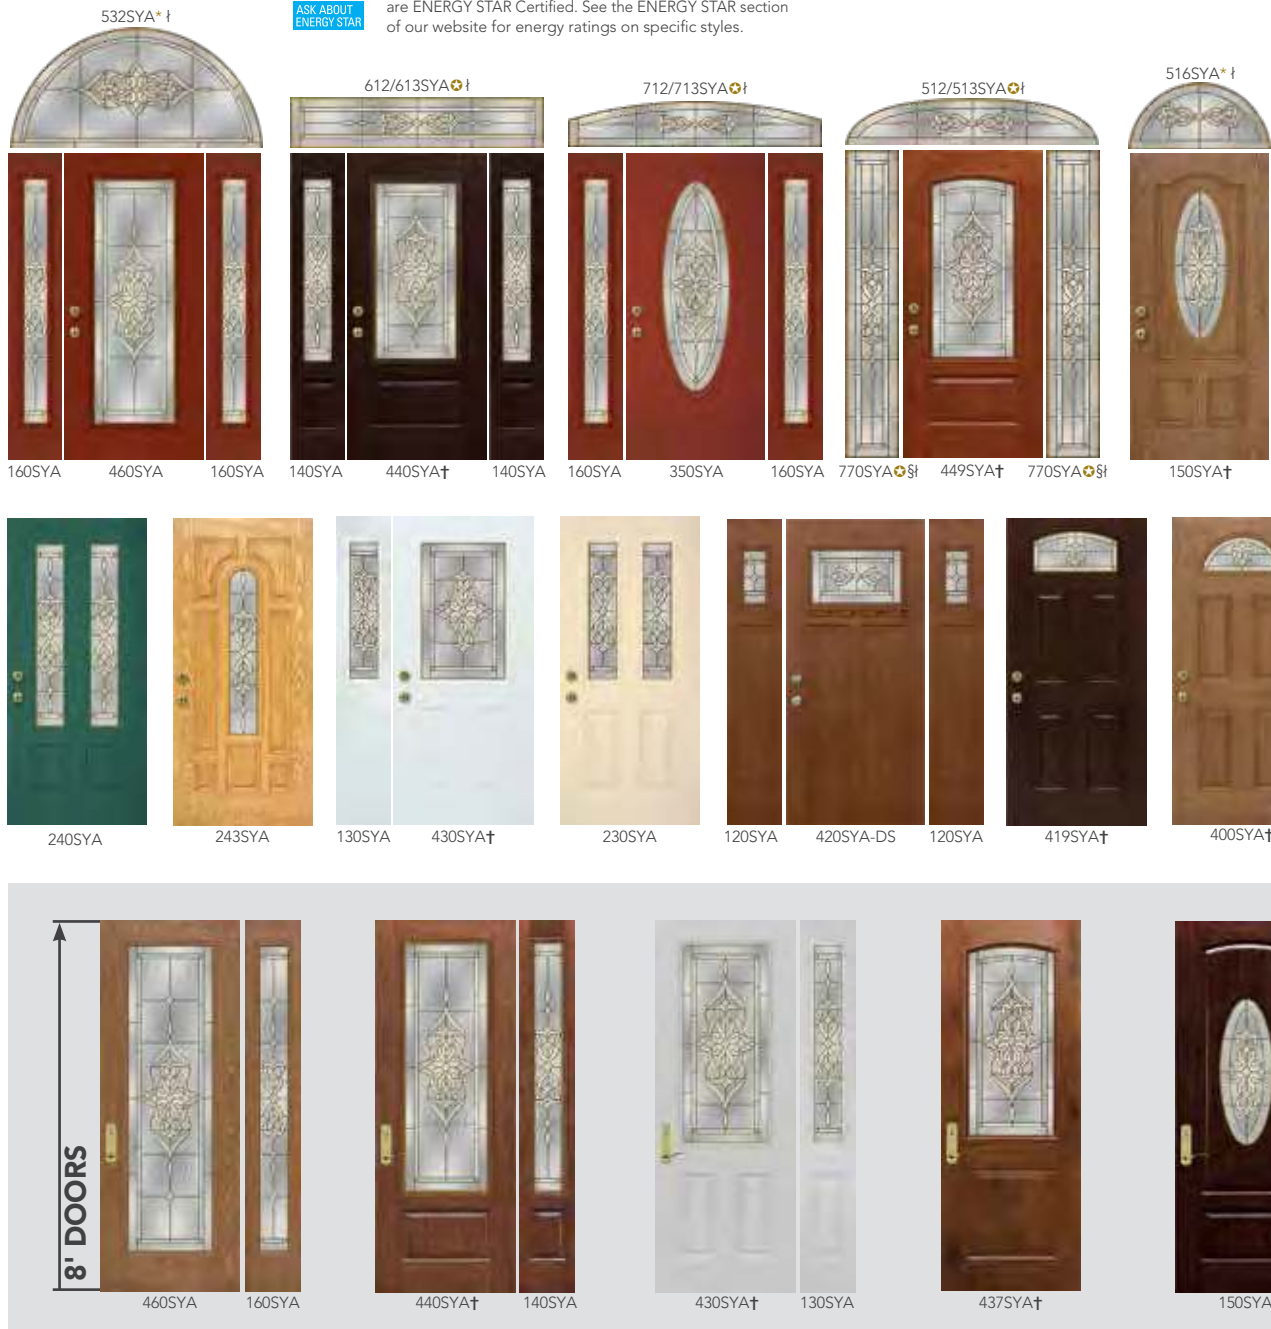 532SYA* ł
ASK ABOUT
ENERGY STAR
are ENERGY STAR Certified. See the ENERGY STAR section
of our website for energy ratings on specific styles.
612/613SYA✪ł
712/713SYA✪ł
512/513SYA✪ł
516SYA* ł
160SYA 460SYA 160SYA 140SYA 440SYA† 140SYA 160SYA 350SYA 160SYA 770SYA✪§ł 449SYA† 770SYA✪§ł 150SYA†
240SYA 243SYA 130SYA 430SYA† 230SYA 120SYA 420SYA-DS 120SYA 419SYA† 400SYA†
8' DOORS
460SYA 160SYA 440SYA† 140SYA 430SYA† 130SYA 437SYA† 150SYA